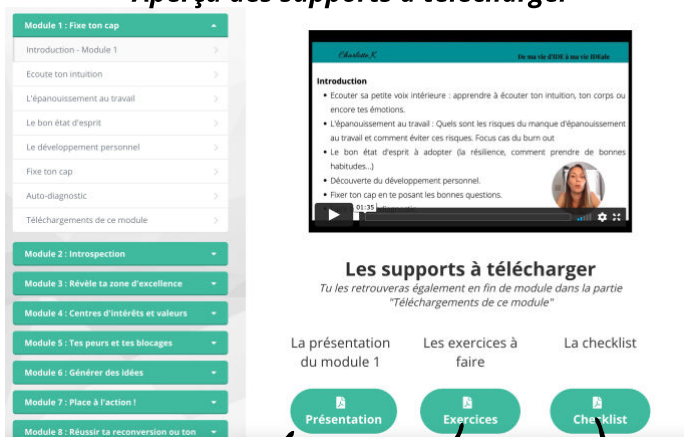 Aperçu des supports à télécharger
Module 1 : Fixe ton cap
Introduction - Module 1
Ecoute ton intuition
L'épanouissement au travail
Le bon état d'esprit
Le développement personnel
Fixe ton cap
Auto-diagnostic
Téléchargements de ce module
Module 2 : Introspection
Module 3 : Révèle ta zone d'excellence
Module 4 : Centres d'intérêts et valeurs
Module 5 : Tes peurs et tes blocages
Module 6 : Générer des idées
Module 7 : Place à l'action !
Module 8 : Réussir ta reconversion ou ton
Charlotte K
De ma vie d'IDE à ma vie IDEale
Introduction
• Ecouter sa petite voix intérieure : apprendre à écouter ton intuition, ton corps ou
encore tes émotions.
• L'épanouissement au travail : Quels sont les risques du manque d'épanouissement
au travail et comment éviter ces risques. Focus cas du burn out
• Le bon état d'esprit à adopter (la résilience, comment prendre de bonnes
habitudes...)
• Découverte du développement personnel.
• Fixer ton cap en te posant les bonnes questions.
01:35
Les supports à télécharger
Tu les retrouveras également en fin de module dans la partie
"Téléchargements de ce module"
La présentation
du module 1
Les exercices à
faire
La checklist
Présentation
Exercices
Checklist